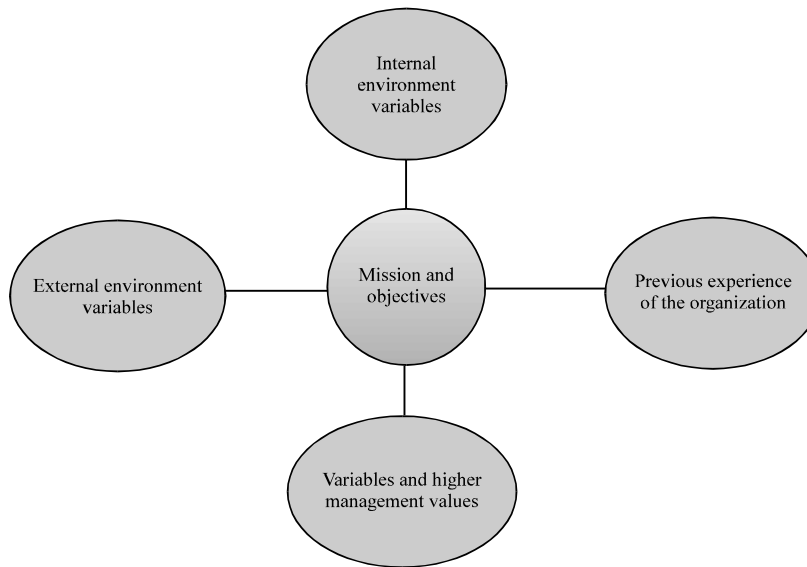 Internal
environment
variables
External environment
variables
Mission and
objectives
Previous experience
of the organization
Variables and higher
management values